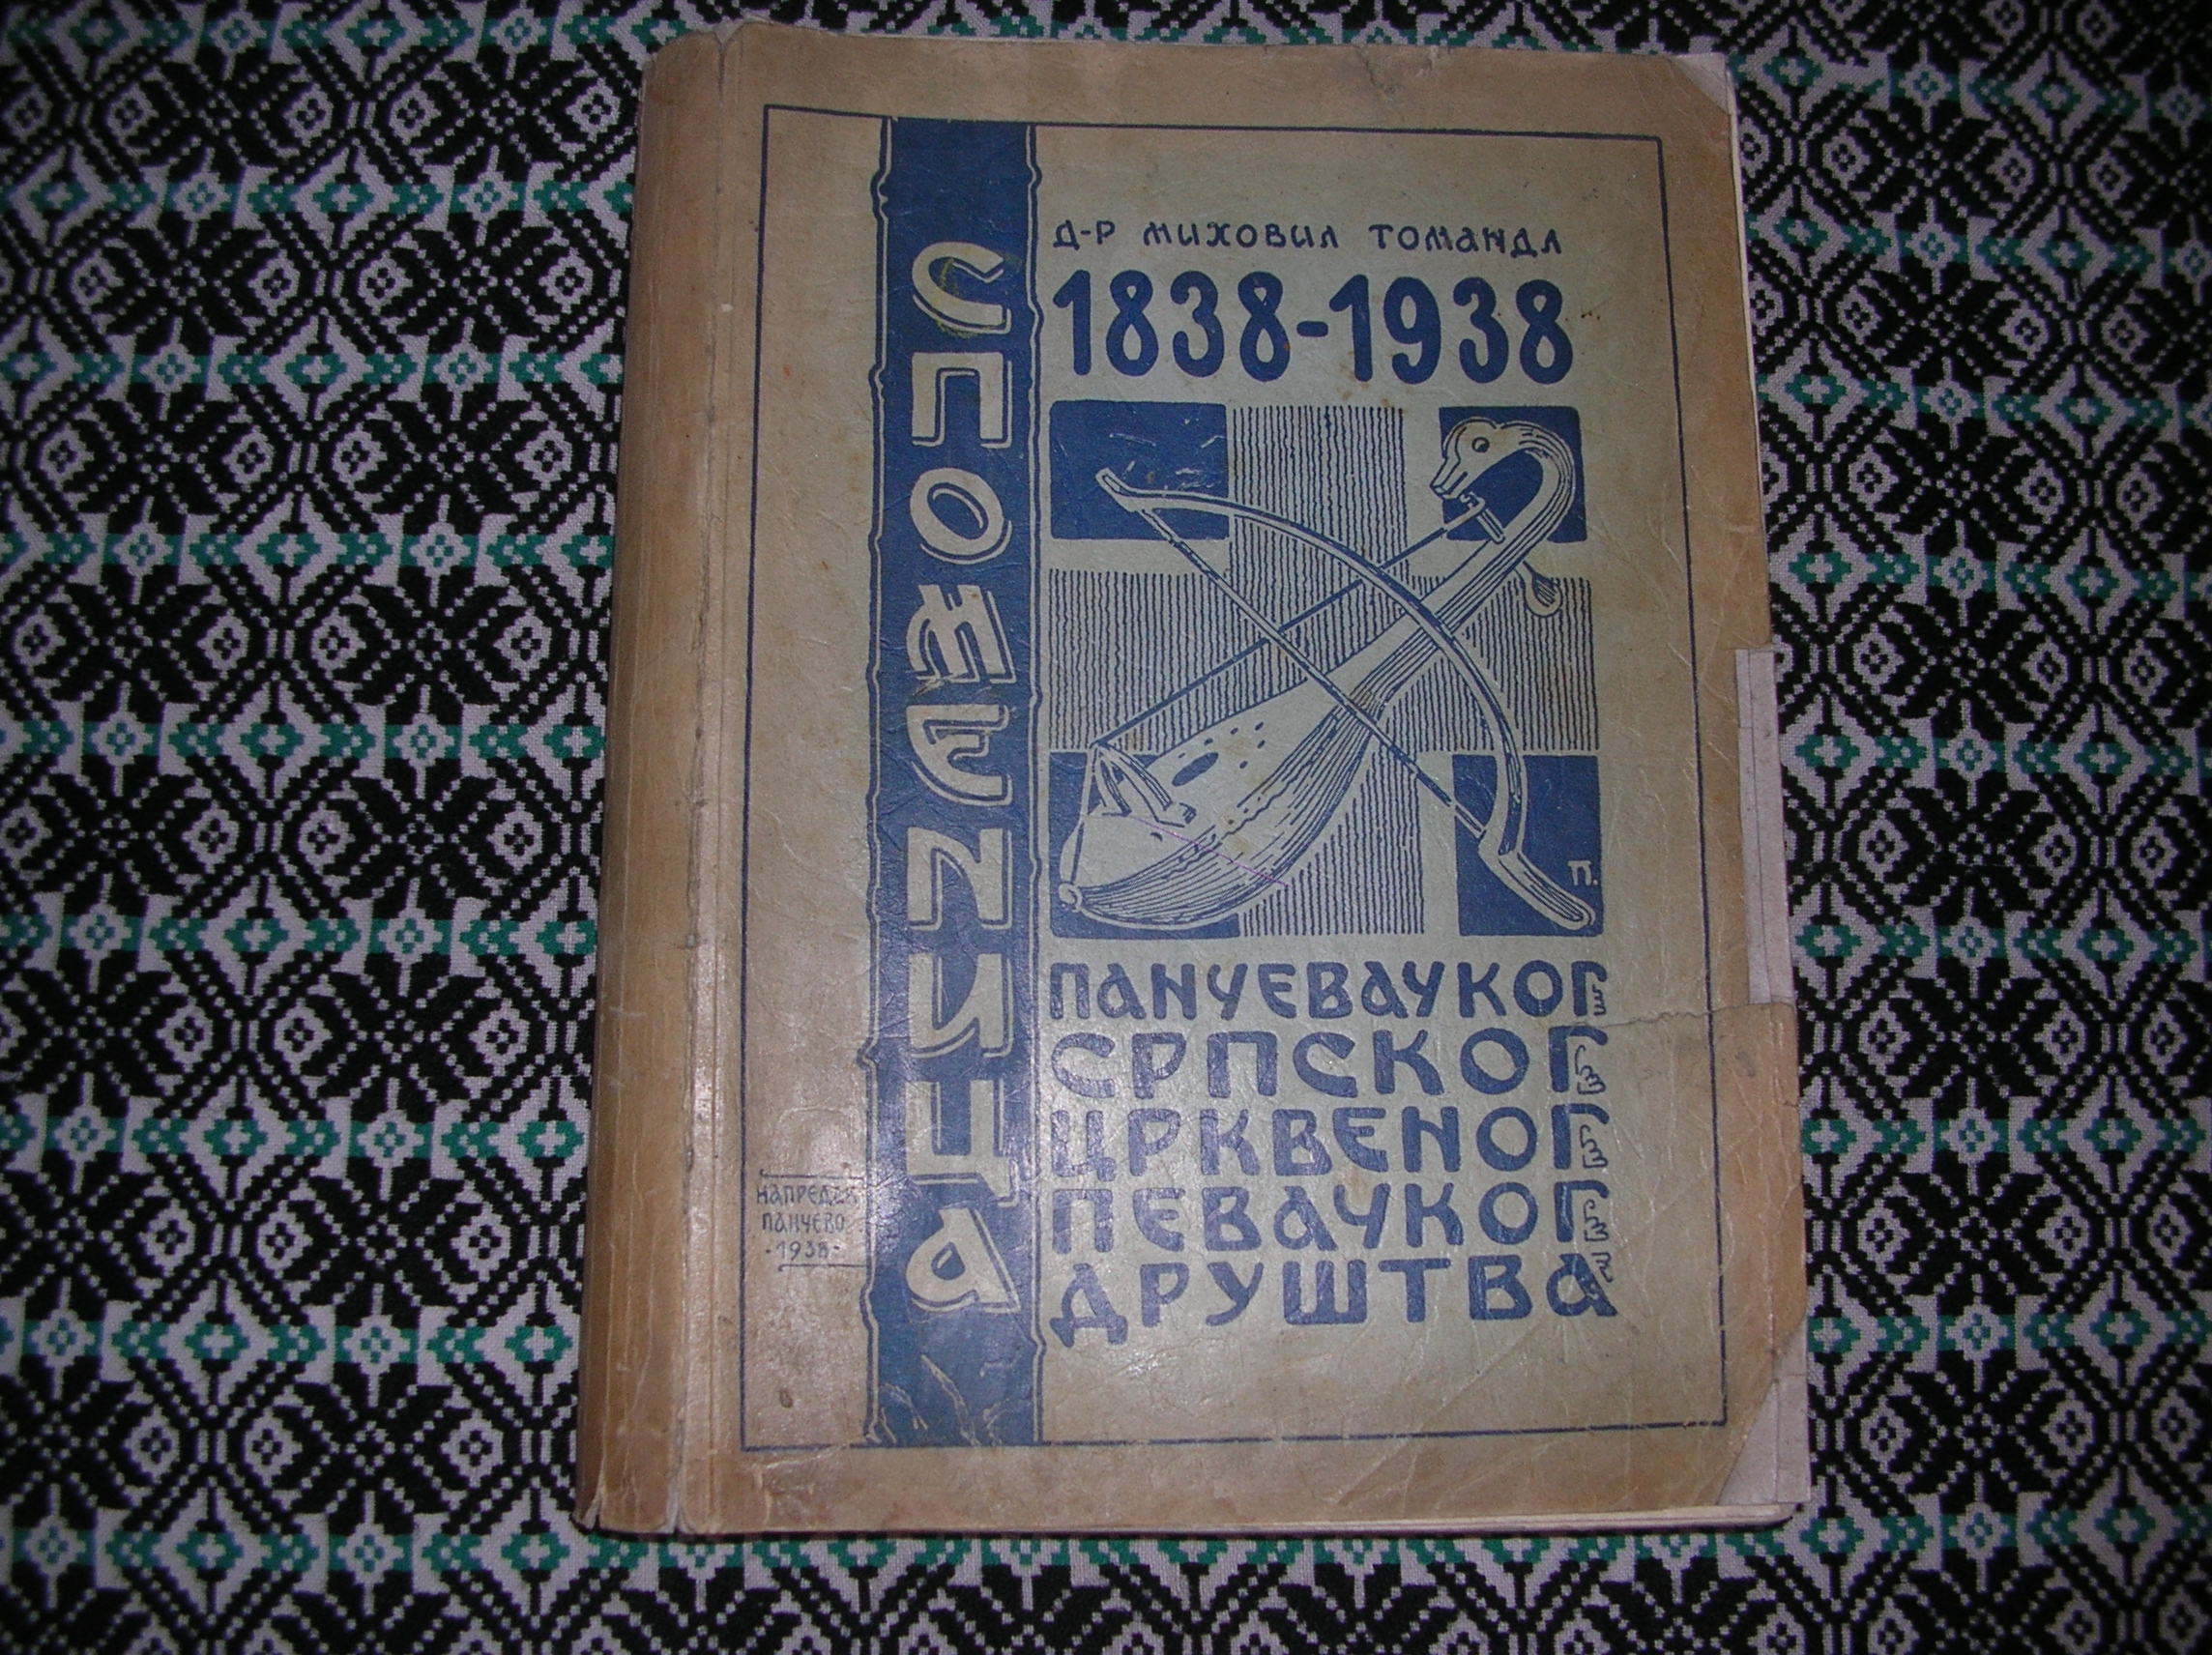 СПОМЕНИЦА
Д-Р МИХОВИЛ ТОМАНДЛ
1838-1938
П.
ПАНЧЕВАЧКОГ
СРПСКОГ
ЦРКВЕНОГ
ПЕВАЧКОГ
ДРУШТВА
НАПРЕДАК
ПАНЧЕВО
·1938·